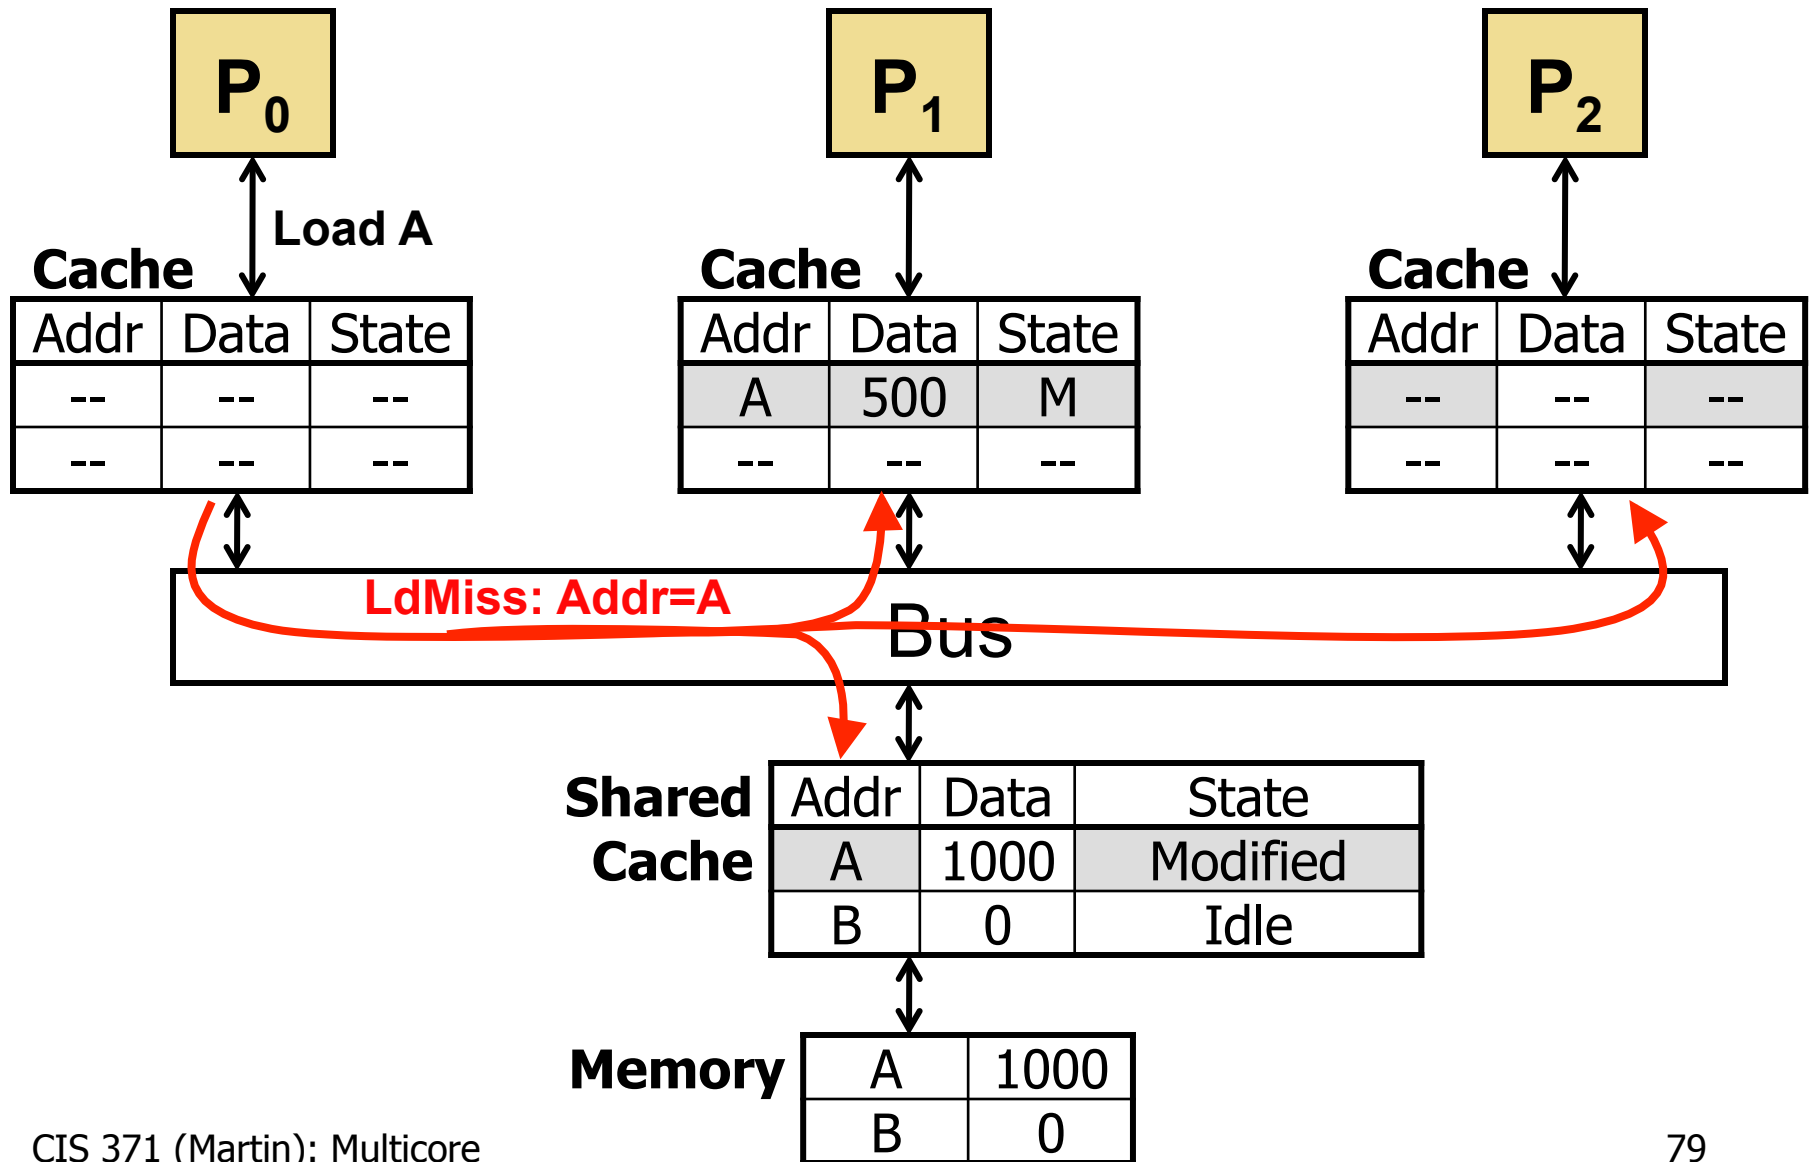 P0 P1 P2
Load A
Cache Cache Cache
Addr Data State Addr Data State Addr Data State
-- -- -- A 500 M -- -- --
-- -- -- -- -- -- -- -- --
LdMiss: Addr=A
Bus
Shared Addr Data State
Cache A 1000 Modified
B 0 Idle
Memory A 1000
B 0
CIS 371 (Martin): Multicore 79